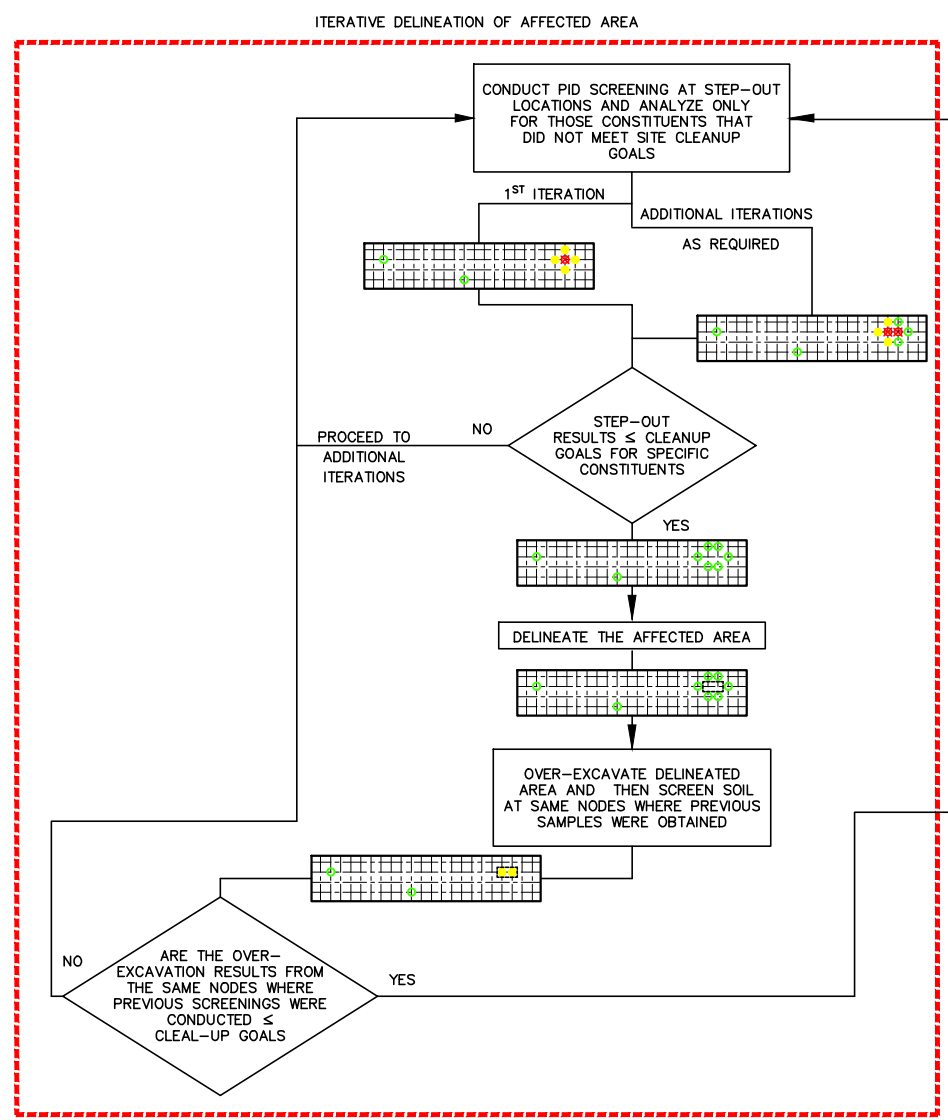 ITERATIVE DELINEATION OF AFFECTED AREA
CONDUCT PID SCREENING AT STEP-OUT
LOCATIONS AND ANALYZE ONLY
FOR THOSE CONSTITUENTS THAT
DID NOT MEET SITE CLEANUP
GOALS
1ST ITERATION
ADDITIONAL ITERATIONS
AS REQUIRED
STEP-OUT
RESULTS ≤ CLEANUP
GOALS FOR SPECIFIC
CONSTITUENTS
NO
PROCEED TO
ADDITIONAL
ITERATIONS
YES
DELINEATE THE AFFECTED AREA
OVER-EXCAVATE DELINEATED
AREA AND THEN SCREEN SOIL
AT SAME NODES WHERE PREVIOUS
SAMPLES WERE OBTAINED
ARE THE OVER-
EXCAVATION RESULTS FROM
THE SAME NODES WHERE
PREVIOUS SCREENINGS WERE
CONDUCTED ≤
CLEAL-UP GOALS
NO
YES